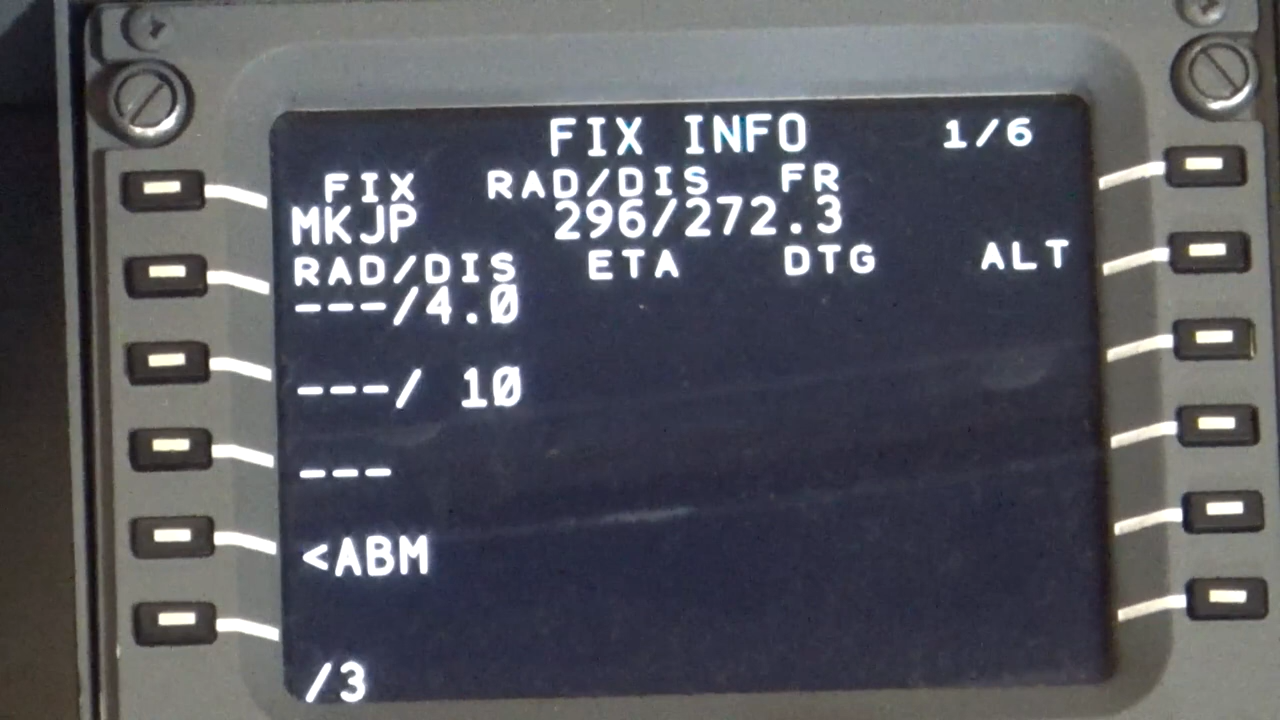 FIX INFO 1/6
FIX RAD/DIS FR
MKJP 296/272.3
RAD/DIS ETA DTG ALT
---/4.0
---/ 10
---
<ABM
/3